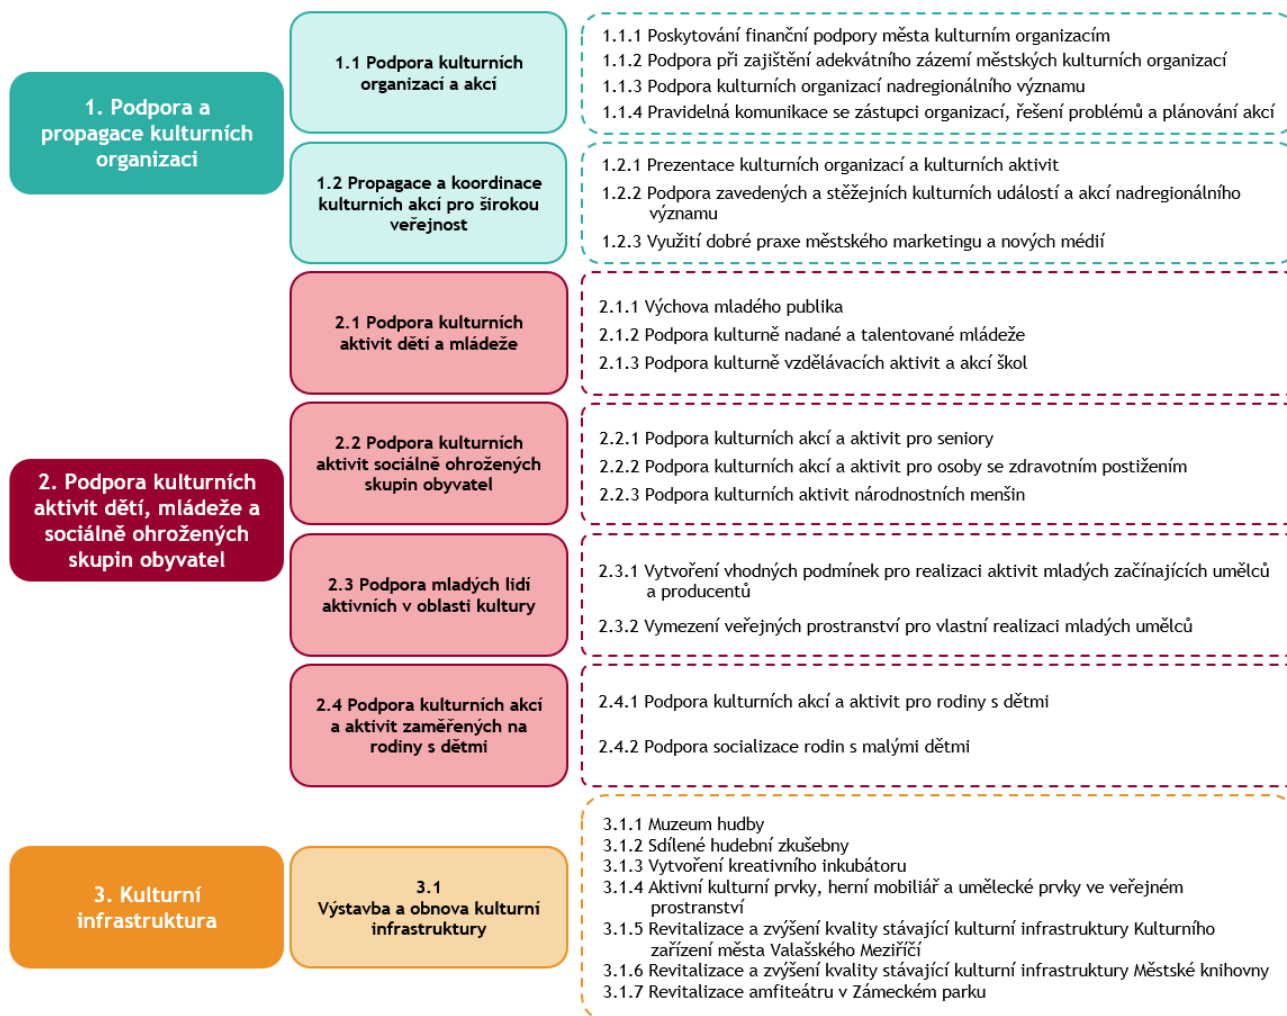 1. Podpora a
propagace kulturních
organizaci
1.1 Podpora kulturních
organizací a akcí
1.1.1 Poskytování finanční podpory města kulturním organizacím
1.1.2 Podpora při zajištění adekvátního zázemí městských kulturních organizací
1.1.3 Podpora kulturních organizací nadregionálního významu
1.1.4 Pravidelná komunikace se zástupci organizací, řešení problémů a plánování akcí
1.2 Propagace a koordinace
kulturních akcí pro širokou
veřejnost
1.2.1 Prezentace kulturních organizací a kulturních aktivit
1.2.2 Podpora zavedených a stěžejních kulturních událostí a akcí nadregionálního
významu
1.2.3 Využití dobré praxe městského marketingu a nových médií
2. Podpora kulturních
aktivit dětí, mládeže a
sociálně ohrožených
skupin obyvatel
2.1 Podpora kulturních
aktivit dětí a mládeže
2.1.1 Výchova mladého publika
2.1.2 Podpora kulturně nadané a talentované mládeže
2.1.3 Podpora kulturně vzdělávacích aktivit a akcí škol
2.2 Podpora kulturních
aktivit sociálně ohrožených
skupin obyvatel
2.2.1 Podpora kulturních akcí a aktivit pro seniory
2.2.2 Podpora kulturních akcí a aktivit pro osoby se zdravotním postižením
2.2.3 Podpora kulturních aktivit národnostních menšin
2.3 Podpora mladých lidí
aktivních v oblasti kultury
2.3.1 Vytvoření vhodných podmínek pro realizaci aktivit mladých začínajících umělců
a producentů
2.3.2 Vymezení veřejných prostranství pro vlastní realizaci mladých umělců
2.4 Podpora kulturních akcí
a aktivit zaměřených na
rodiny s dětmi
2.4.1 Podpora kulturních akcí a aktivit pro rodiny s dětmi
2.4.2 Podpora socializace rodin s malými dětmi
3. Kulturní
infrastruktura
3.1
Výstavba a obnova kulturní
infrastruktury
3.1.1 Muzeum hudby
3.1.2 Sdílené hudební zkušebny
3.1.3 Vytvoření kreativního inkubátoru
3.1.4 Aktivní kulturní prvky, herní mobiliář a umělecké prvky ve veřejném
prostranství
3.1.5 Revitalizace a zvýšení kvality stávající kulturní infrastruktury Kulturního
zařízení města Valašského Meziříčí
3.1.6 Revitalizace a zvýšení kvality stávající kulturní infrastruktury Městské knihovny
3.1.7 Revitalizace amfiteátru v Zámeckém parku